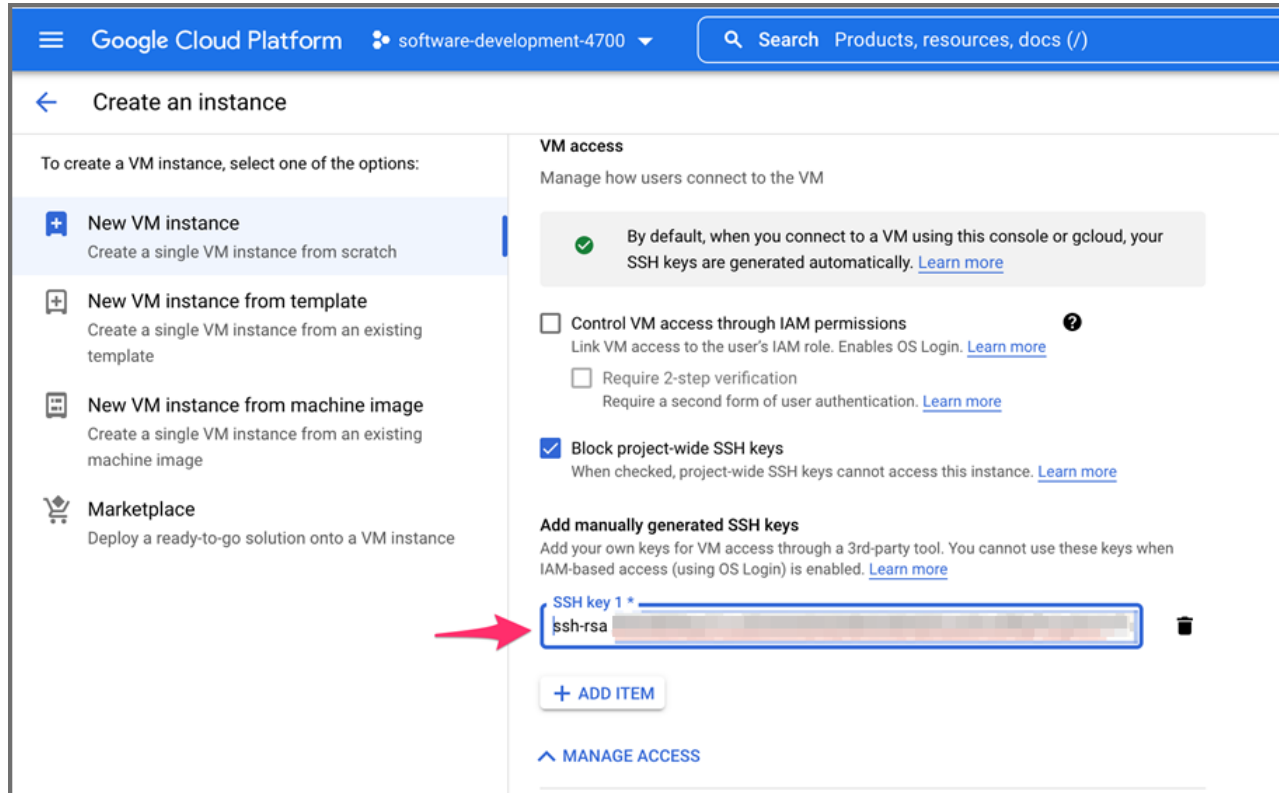 Google Cloud Platform software-development-4700 Search Products, resources, docs (/)
Create an instance
To create a VM instance, select one of the options:
New VM instance
Create a single VM instance from scratch
New VM instance from template
Create a single VM instance from an existing
template
New VM instance from machine image
Create a single VM instance from an existing
machine image
Marketplace
Deploy a ready-to-go solution onto a VM instance
VM access
Manage how users connect to the VM
By default, when you connect to a VM using this console or gcloud, your
SSH keys are generated automatically. Learn more
Control VM access through IAM permissions
Link VM access to the user's IAM role. Enables OS Login. Learn more
Require 2-step verification
Require a second form of user authentication. Learn more
Block project-wide SSH keys
When checked, project-wide SSH keys cannot access this instance. Learn more
Add manually generated SSH keys
Add your own keys for VM access through a 3rd-party tool. You cannot use these keys when
IAM-based access (using OS Login) is enabled. Learn more
SSH key 1 *
ssh-rsa
+ ADD ITEM
MANAGE ACCESS